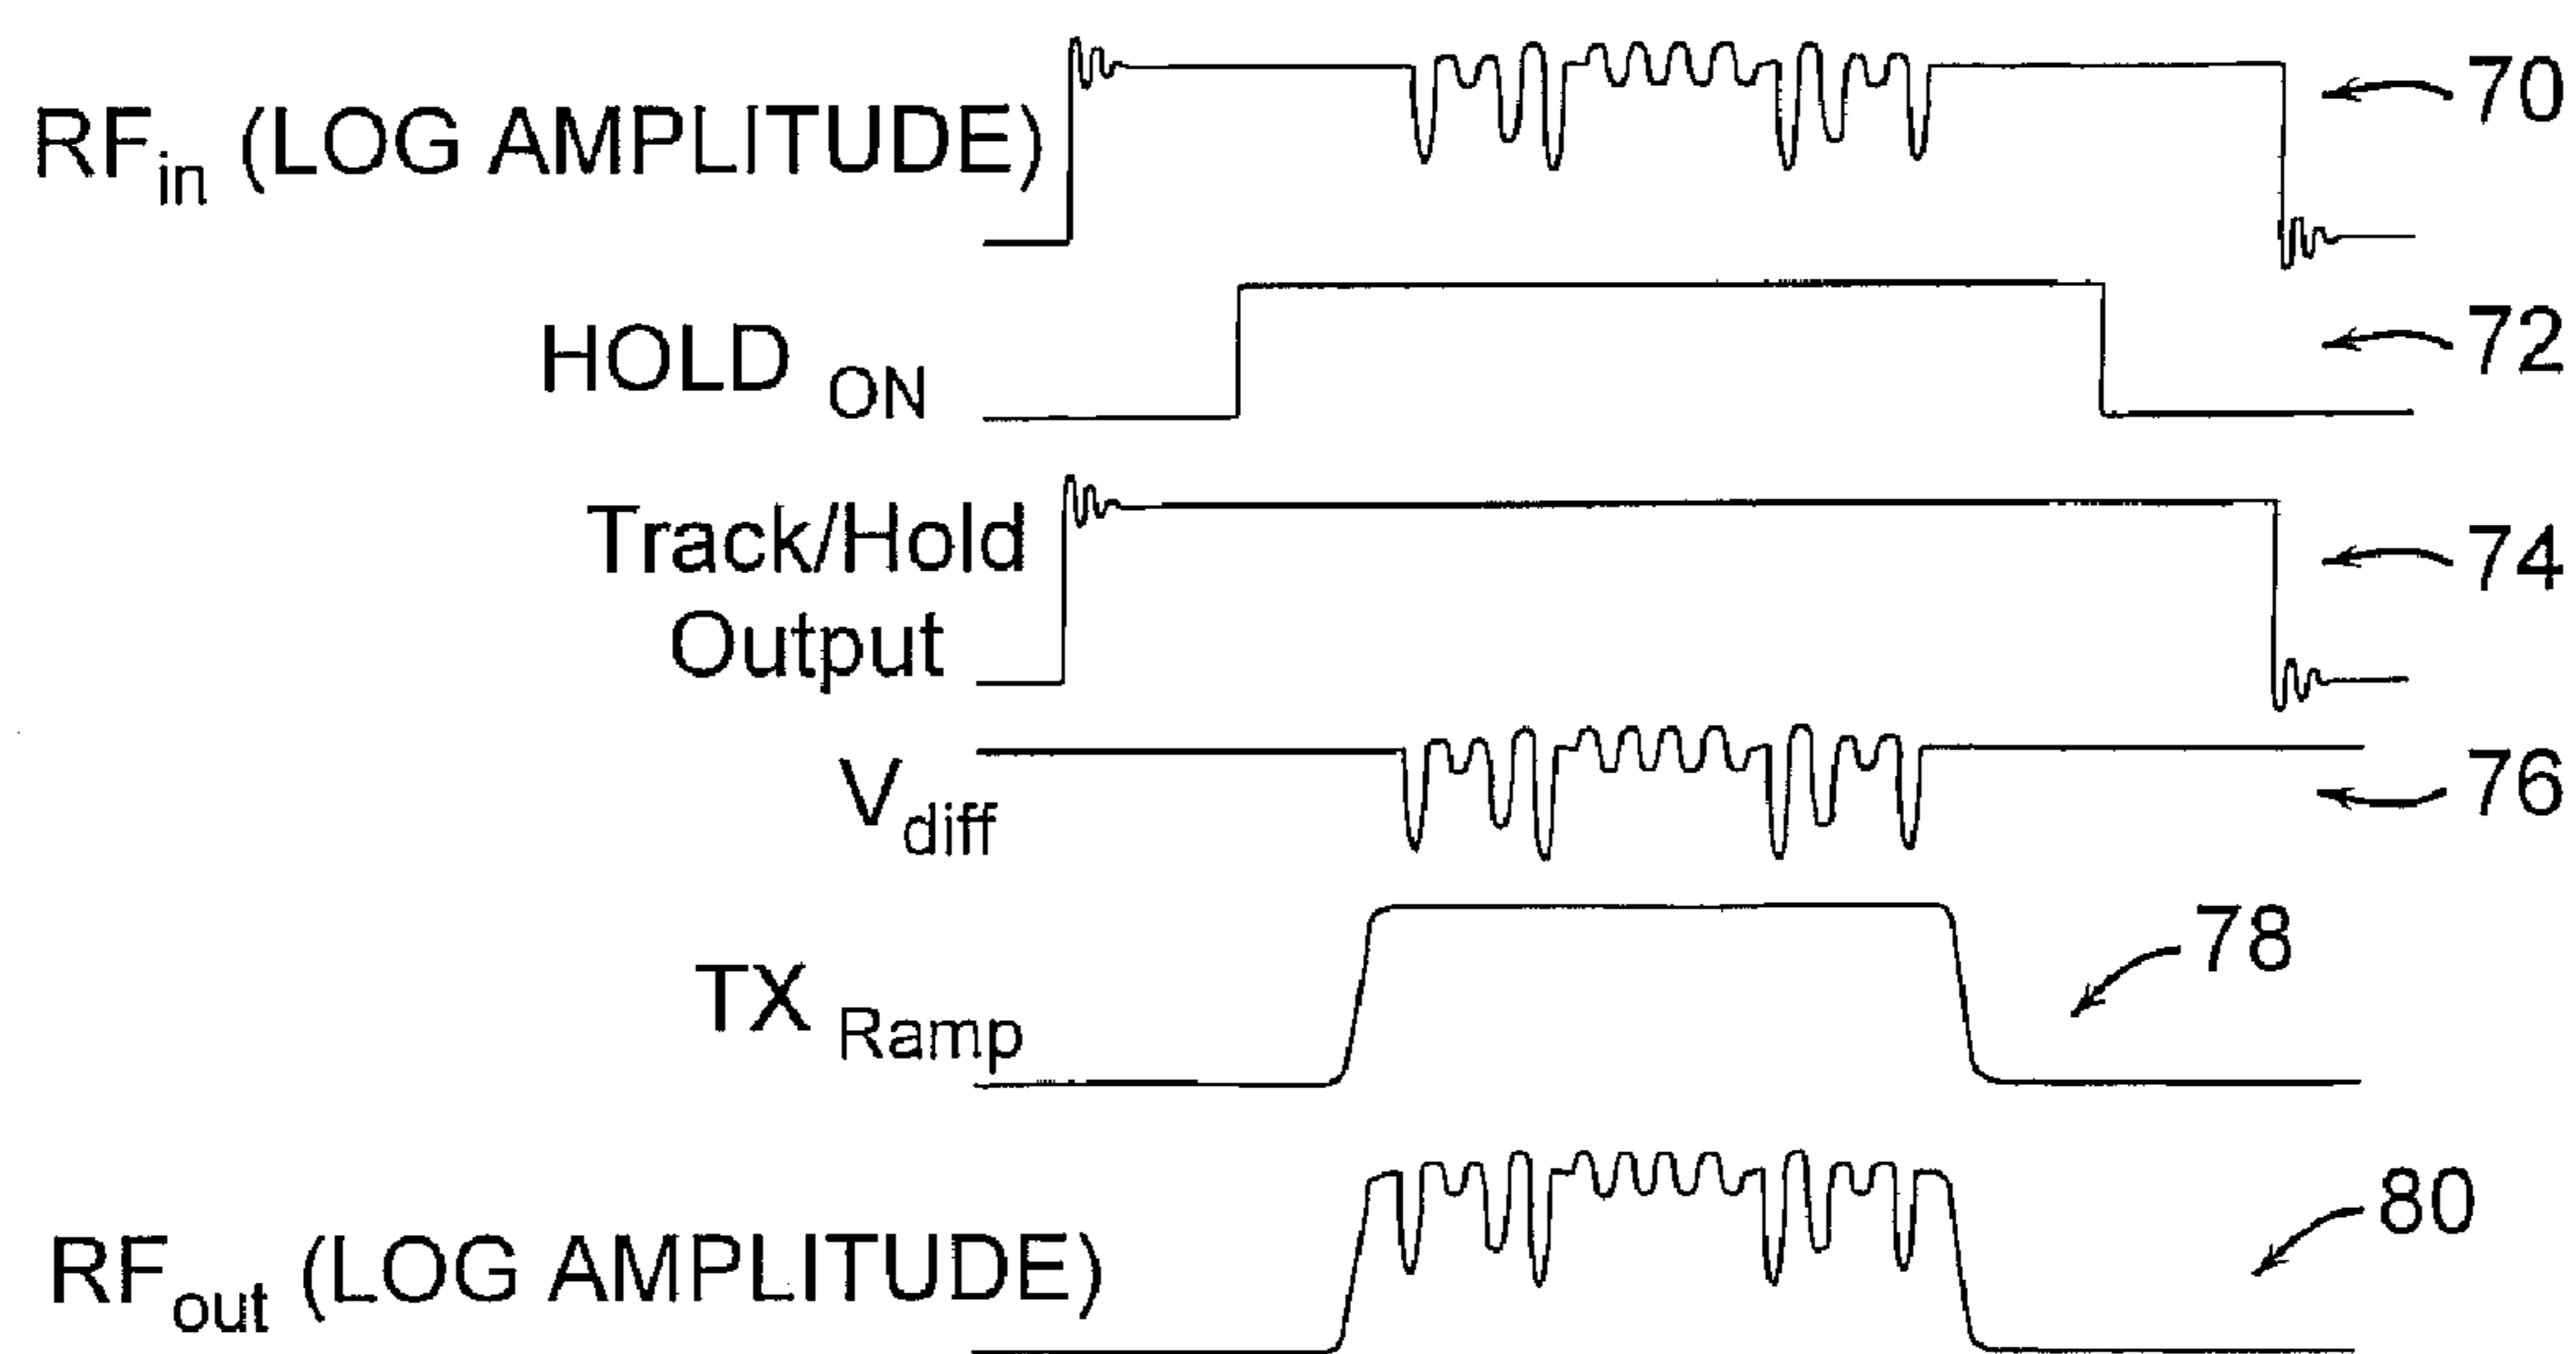 RFin (LOG AMPLITUDE) 70
HOLD ON 72
Track/Hold 74
Output
Vdiff 76
TX Ramp 78
RFout (LOG AMPLITUDE) 80